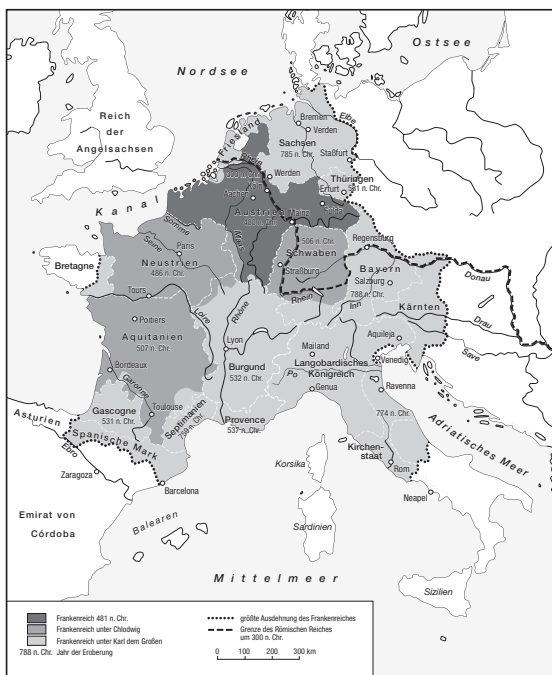 Ostsee
Nordsee
Reich
der
Angelsachsen
Friesland
Elbe
Bremen
Verden
Sachsen
785 n. Chr.
Staßfurt
Rhein
Werden
Thüringen
531 n. Chr.
Erfurt
Aachen
Köln
Fulda
Kanal
Austrien
Mainz
Somme
Maas
Seine
Paris
506 n. Chr.
Schwaben
Regensburg
Bretagne
Neustrien
486 n. Chr.
Straßburg
Bayern
Salzburg
788 n. Chr.
Donau
Tours
Loire
Rhein
Inn
Kärnten
Rhône
Drau
Poitiers
Aquitanien
507 n. Chr.
Lyon
Mailand
Aquileja
Save
Langobardisches
Königreich
Venedig
Bordeaux
Burgund
532 n. Chr.
Po
Genua
Ravenna
Garonne
Gascogne
531 n. Chr.
Toulouse
Septimanien
774 n. Chr.
Asturien
Spanische Mark
Provence
537 n. Chr.
Adriatisches Meer
Ebro
Kirchen-
staat
Korsika
Zaragoza
Rom
Barcelona
Neapel
Emirat von
Córdoba
Balearen
Sardinien
Mittelmeer
Sizilien
Frankenreich 481 n. Chr.
Frankenreich unter Chlodwig
Frankenreich unter Karl dem Großen
788 n. Chr. Jahr der Eroberung
größte Ausdehnung des Frankenreiches
Grenze des Römischen Reiches
um 300 n. Chr.
0 100 200 300 km